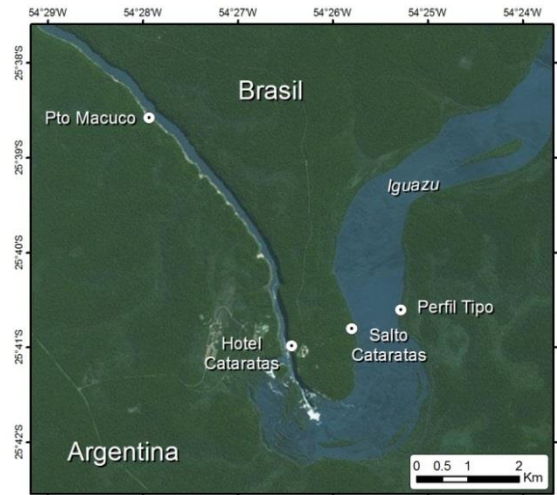 54°29'S 54°28'S 54°27'S 54°26'S 54°25'S 54°24'S
25°38'S
25°39'S
25°40'S
25°41'S
25°42'S
Brasil
Pto Macuco
Iguazu
Perfil Tipo
Hotel
Cataratas
Salto
Cataratas
Argentina
0 0.5 1 2
Km